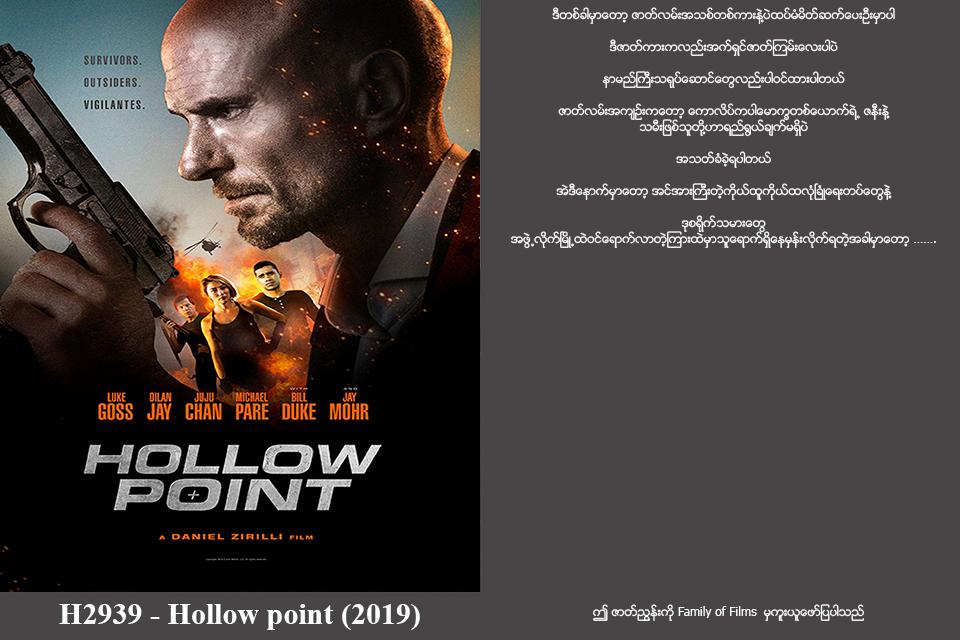 SURVIVORS.
OUTSIDERS.
VIGILANTES.
WITH AND
LUKE DILAN JUJU MICHAEL BILL JAY
GOSS JAY CHAN PARE DUKE MOHR
HOLLOW
POINT
A DANIEL ZIRILLI FILM
H2939 - Hollow point (2019)
ဒီတစ်ခါမှာတော့ ဇာတ်လမ်းအသစ်တစ်ကားနဲ့ပဲထပ်မံမိတ်ဆက်ပေးဦးမှာပါ
ဒီဇာတ်ကားကလည်းအက်ရှင်ဇာတ်ကြမ်းလေးပါပဲ
နာမည်ကြီးသရုပ်ဆောင်တွေလည်းပါဝင်ထားပါတယ်
ဇာတ်လမ်းအကျဉ်းကတော့ ကောလိပ်ကပါမောက္ခတစ်ယောက်ရဲ့ ဇနီးနဲ့
သမီးဖြစ်သူတို့ဟာရည်ရွယ်ချက်မရှိပဲ
အသတ်ခံခဲ့ရပါတယ်
အဲဒီနောက်မှာတော့ အင်အားကြီးတဲ့ကိုယ်ထူကိုယ်ထလုံခြုံရေးတပ်တွေနဲ့
ဒုစရိုက်သမားတွေ
အဖွဲ့လိုက်မြို့ထဲဝင်ရောက်လာတဲ့ကြားထဲမှာသူရောက်ရှိနေမှန်းလိုက်ရတဲ့အခါမှာတော့ .......
ဤ ဇာတ်ညွှန်းကို Family of Films မှကူးယူဖော်ပြပါသည်